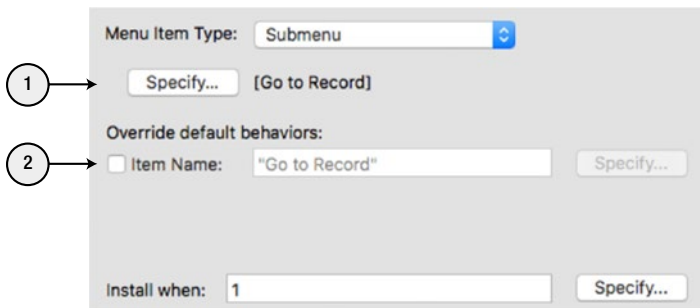 Menu Item Type: Submenu
1 Specify... [Go to Record]
Override default behaviors:
2 Item Name: "Go to Record" Specify...
Install when: 1 Specify...